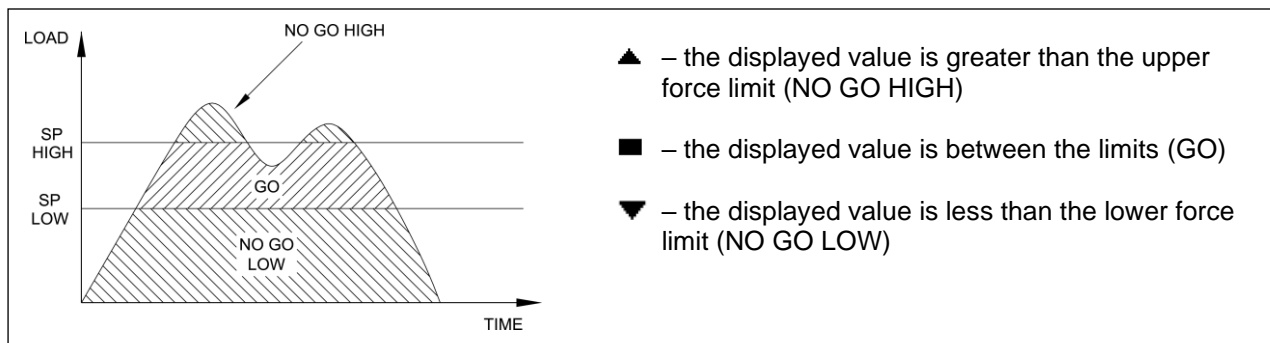 LOAD
NO GO HIGH
SP
HIGH
GO
SP
LOW
NO GO
LOW
TIME
▲ – the displayed value is greater than the upper
force limit (NO GO HIGH)
■ – the displayed value is between the limits (GO)
▼ – the displayed value is less than the lower force
limit (NO GO LOW)